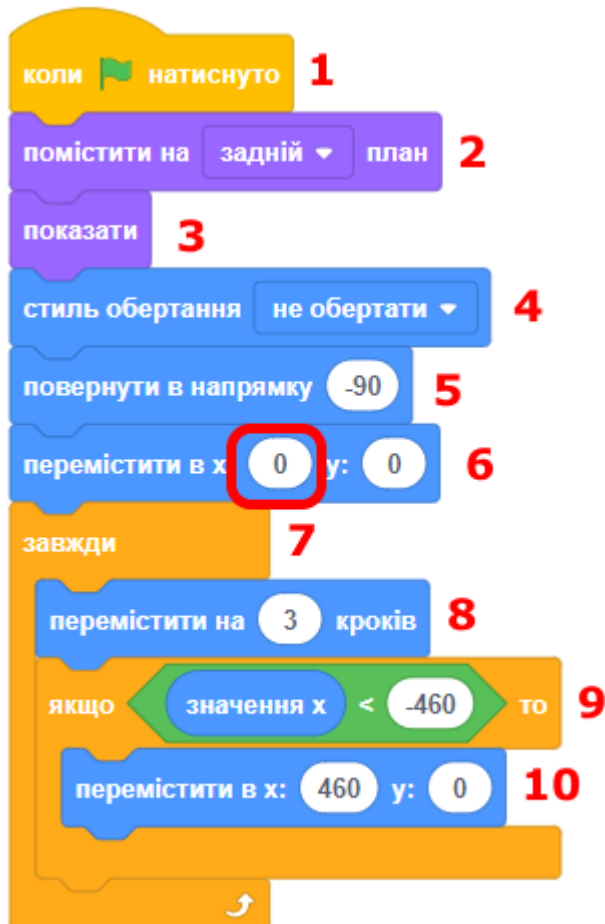 коли натиснуто 1
помістити на задній план 2
показати 3
стиль обертання не обертати 4
повернути в напрямку -90 5
перемістити в x: 0 y: 0 6
завжди 7
перемістити на 3 кроків 8
якщо значення x < -460 то 9
перемістити в x: 460 y: 0 10